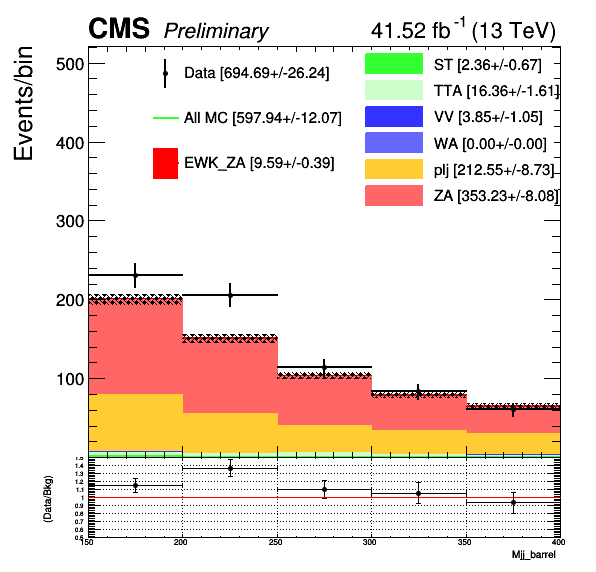 CMS Preliminary 41.52 fb⁻¹ (13 TeV)
Events/bin
500
400
300
200
100
Data [694.69+/-26.24]
All MC [597.94+/-12.07]
EWK_ZA [9.59+/-0.39]
ST [2.36+/-0.67]
TTA [16.36+/-1.61]
VV [3.85+/-1.05]
WA [0.00+/-0.00]
plj [212.55+/-8.73]
ZA [353.23+/-8.08]
(Data/Bkg)
1.5
1.4
1.3
1.2
1.1
1
0.9
0.8
0.7
0.6
0.5
150 200 250 300 350 400
Mjj_barrel